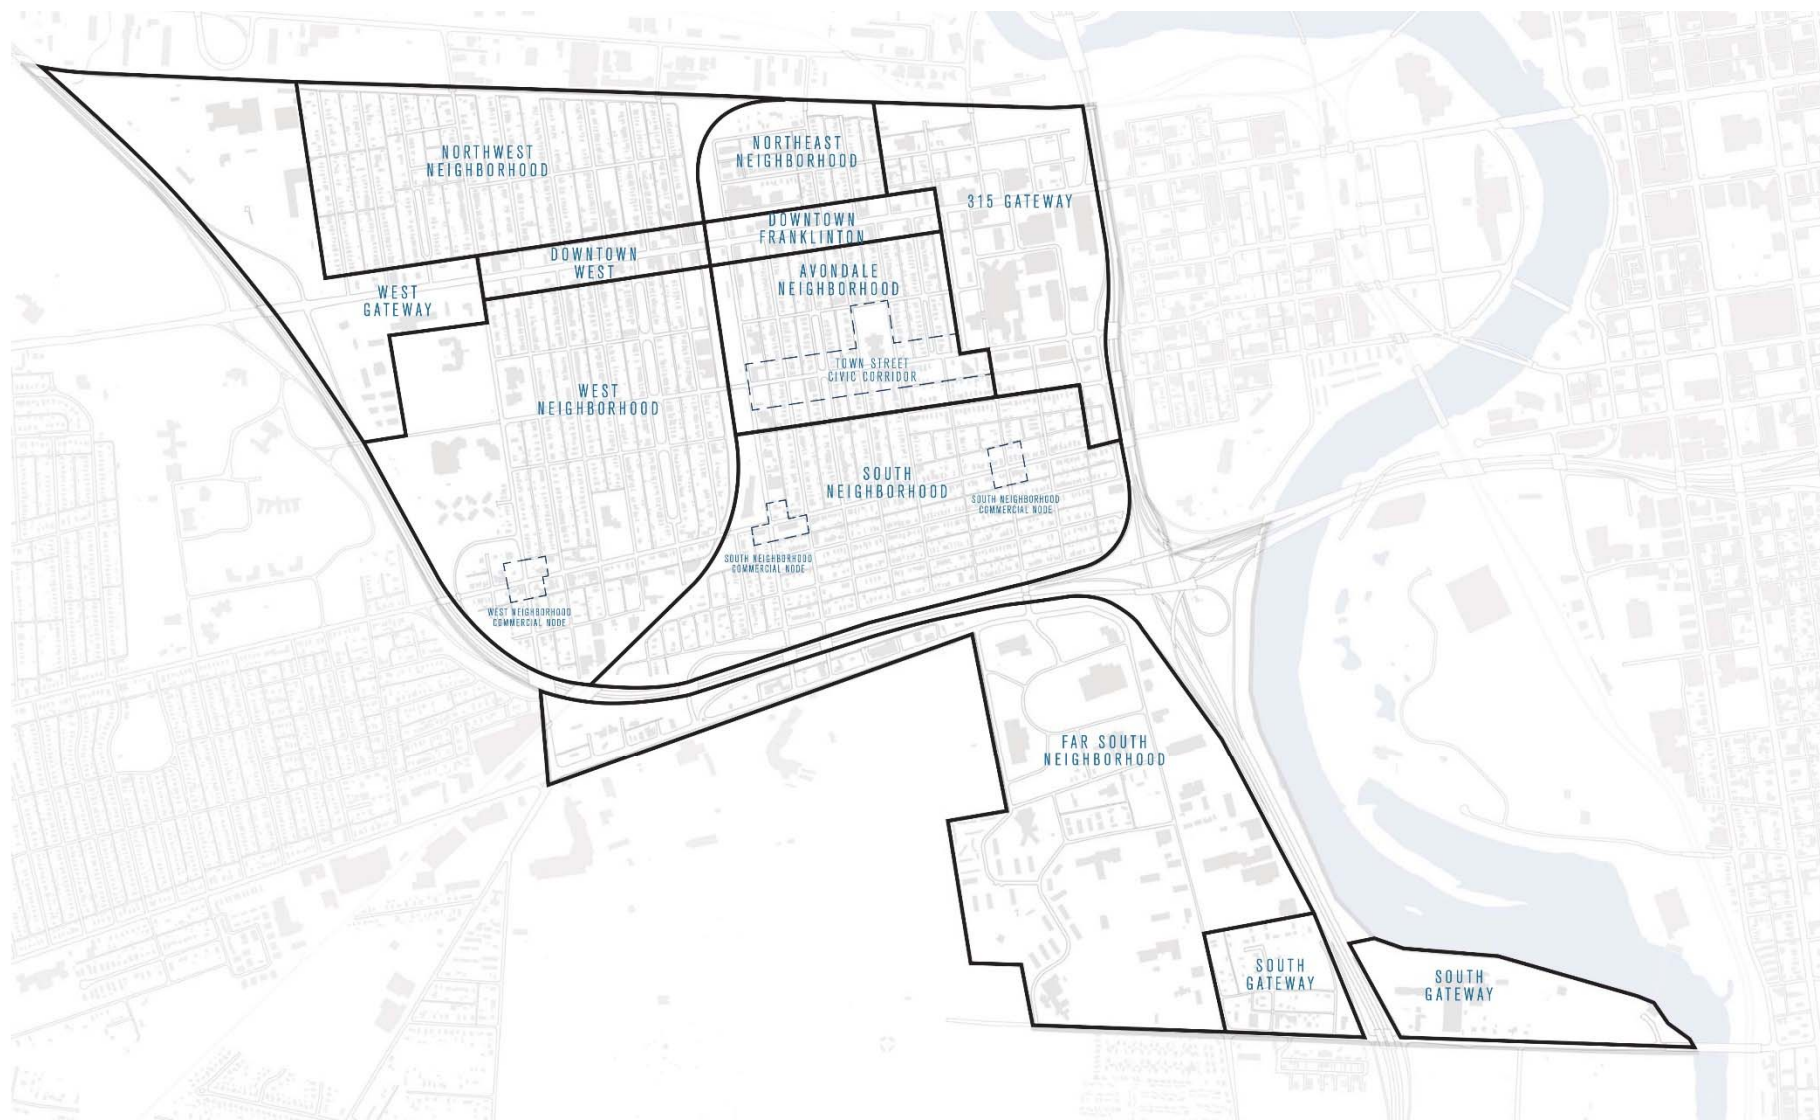 NORTHWEST
NEIGHBORHOOD
NORTHEAST
NEIGHBORHOOD
315 GATEWAY
DOWNTOWN
FRANKLINTON
DOWNTOWN
WEST
AVONDALE
NEIGHBORHOOD
WEST
GATEWAY
TOWN STREET
CIVIC CORRIDOR
WEST
NEIGHBORHOOD
SOUTH
NEIGHBORHOOD
SOUTH NEIGHBORHOOD
COMMERCIAL NODE
SOUTH NEIGHBORHOOD
COMMERCIAL NODE
WEST NEIGHBORHOOD
COMMERCIAL NODE
FAR SOUTH
NEIGHBORHOOD
SOUTH
GATEWAY
SOUTH
GATEWAY